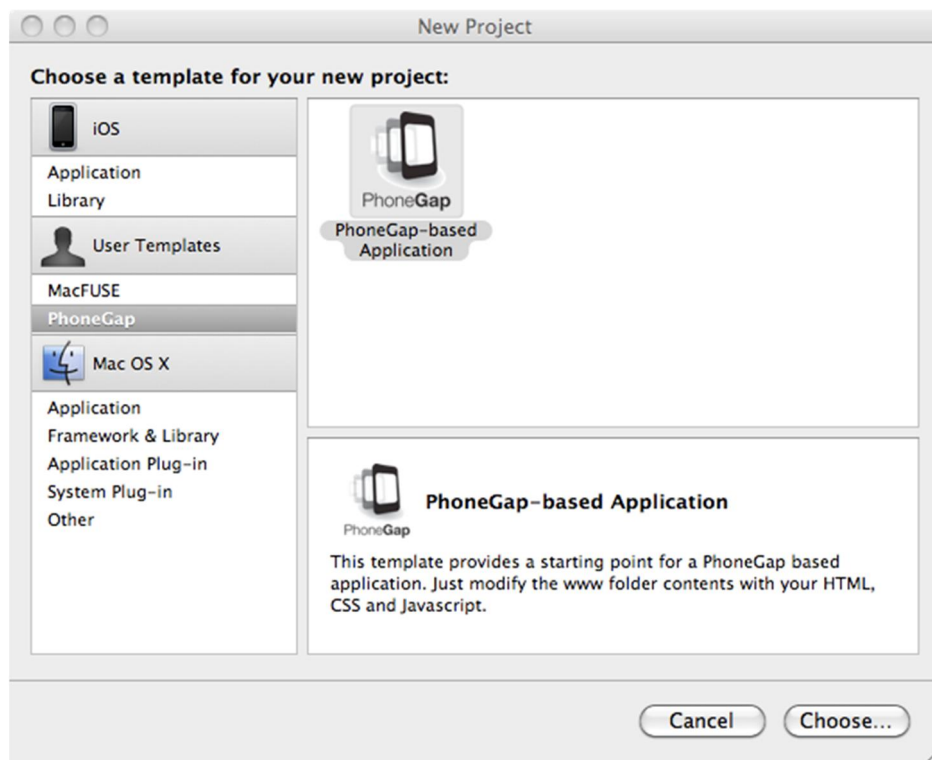 New Project
Choose a template for your new project:
iOS
Application
Library
User Templates
MacFUSE
PhoneGap
Mac OS X
Application
Framework & Library
Application Plug-in
System Plug-in
Other
PhoneGap
PhoneGap-based
Application
PhoneGap
PhoneGap-based Application
This template provides a starting point for a PhoneGap based
application. Just modify the www folder contents with your HTML,
CSS and Javascript.
Cancel
Choose...